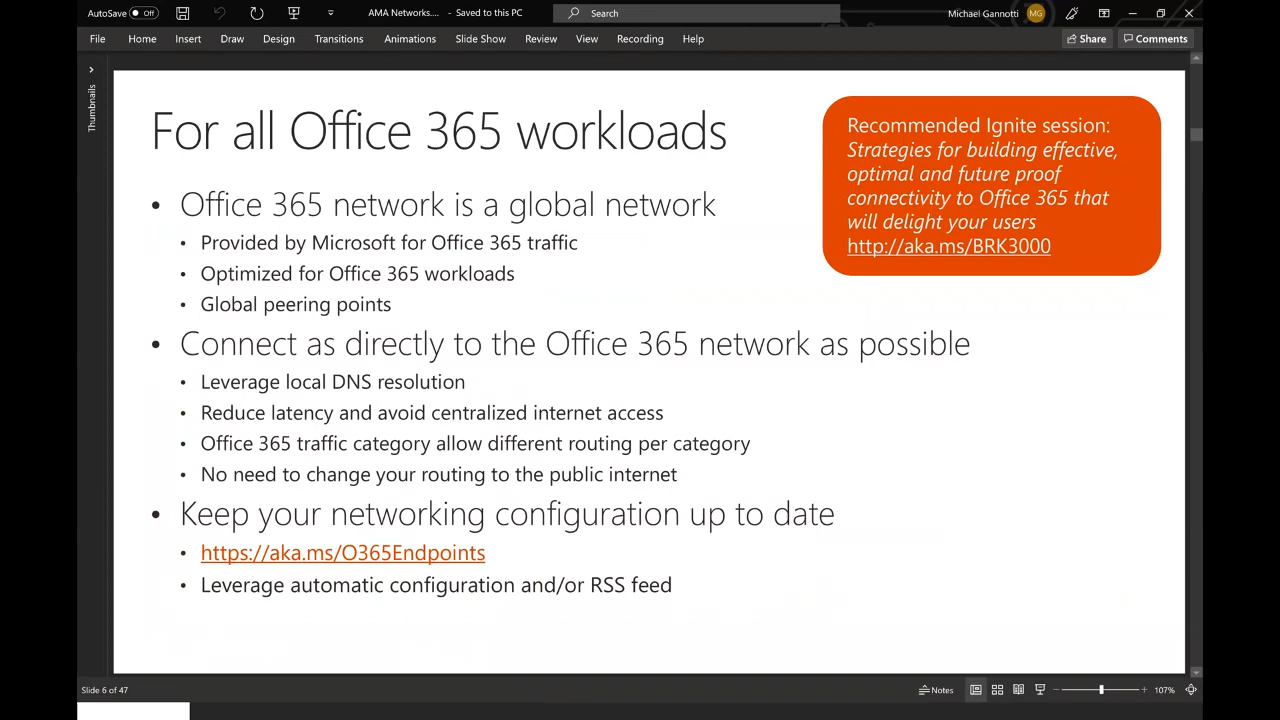 AutoSave Off AMA Networks.... - Saved to this PC Search Michael Gannotti MG
File Home Insert Draw Design Transitions Animations Slide Show Review View Recording Help Share Comments
Thumbnails
For all Office 365 workloads
Recommended Ignite session:
Strategies for building effective,
optimal and future proof
connectivity to Office 365 that
will delight your users
http://aka.ms/BRK3000
• Office 365 network is a global network
• Provided by Microsoft for Office 365 traffic
• Optimized for Office 365 workloads
• Global peering points
• Connect as directly to the Office 365 network as possible
• Leverage local DNS resolution
• Reduce latency and avoid centralized internet access
• Office 365 traffic category allow different routing per category
• No need to change your routing to the public internet
• Keep your networking configuration up to date
• https://aka.ms/O365Endpoints
• Leverage automatic configuration and/or RSS feed
Slide 6 of 47 Notes 107%